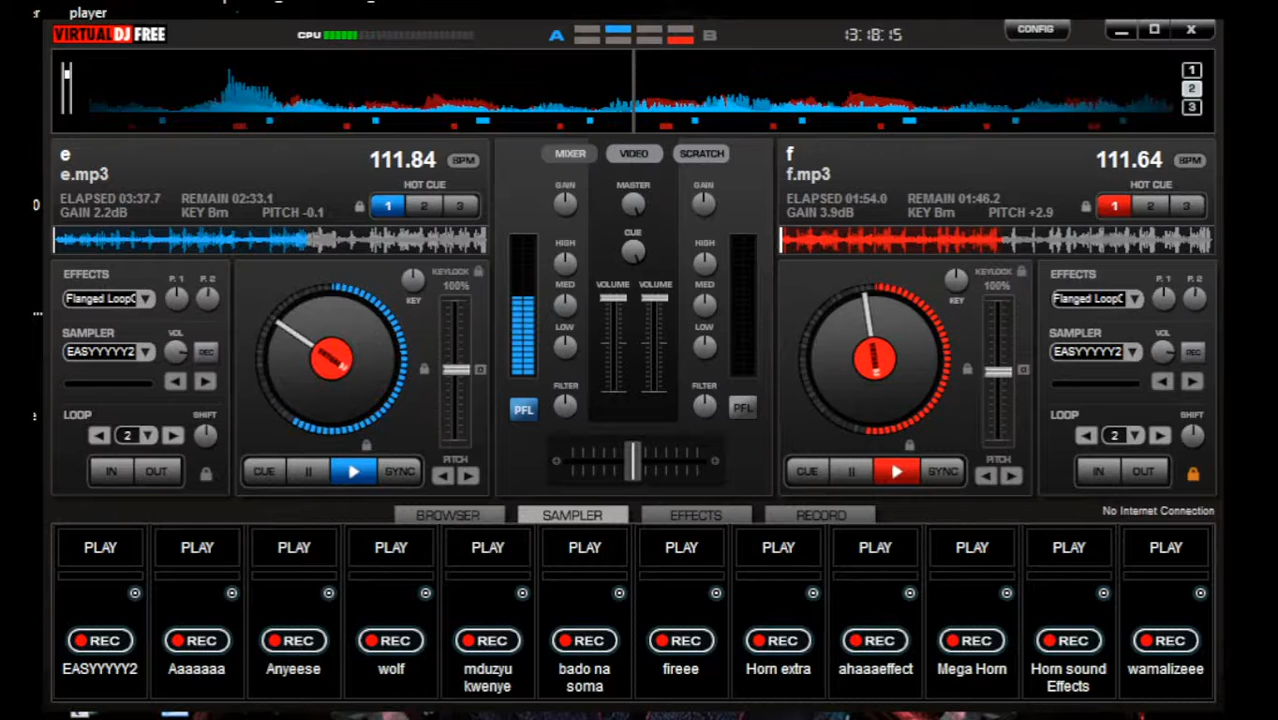 player
VIRTUAL DJ FREE
CPU
A
B
13:18:15
CONFIG
1
2
3
e
e.mp3
111.84 BPM
HOT CUE
ELAPSED 03:37.7 REMAIN 02:33.1
GAIN 2.2dB KEY Bm PITCH -0.1
1 2 3
MIXER VIDEO SCRATCH
GAIN MASTER GAIN
CUE
HIGH HIGH
MED VOLUME VOLUME MED
LOW LOW
FILTER FILTER
PFL PFL
f
f.mp3
111.64 BPM
HOT CUE
ELAPSED 01:54.0 REMAIN 01:46.2
GAIN 3.9dB KEY Bm PITCH +2.9
1 2 3
EFFECTS P. 1 P. 2
Flanged LoopC
SAMPLER VOL
EASYYYYY2 REC
LOOP SHIFT
2
IN OUT
KEYLOCK
100%
KEY
VIRTUAL DJ
CUE SYNC
PITCH
KEYLOCK
100%
KEY
CUE SYNC
PITCH
EFFECTS P. 1 P. 2
Flanged LoopC
SAMPLER VOL
EASYYYYY2 REC
LOOP SHIFT
2
IN OUT
BROWSER SAMPLER EFFECTS RECORD
No Internet Connection
PLAY PLAY PLAY PLAY PLAY PLAY PLAY PLAY PLAY PLAY PLAY PLAY
REC REC REC REC REC REC REC REC REC REC REC REC
EASYYYYY2 Aaaaaaa Anyeese wolf mduzyu kwenye bado na soma fireee Horn extra ahaaaeffect Mega Horn Horn sound Effects wamalizeee